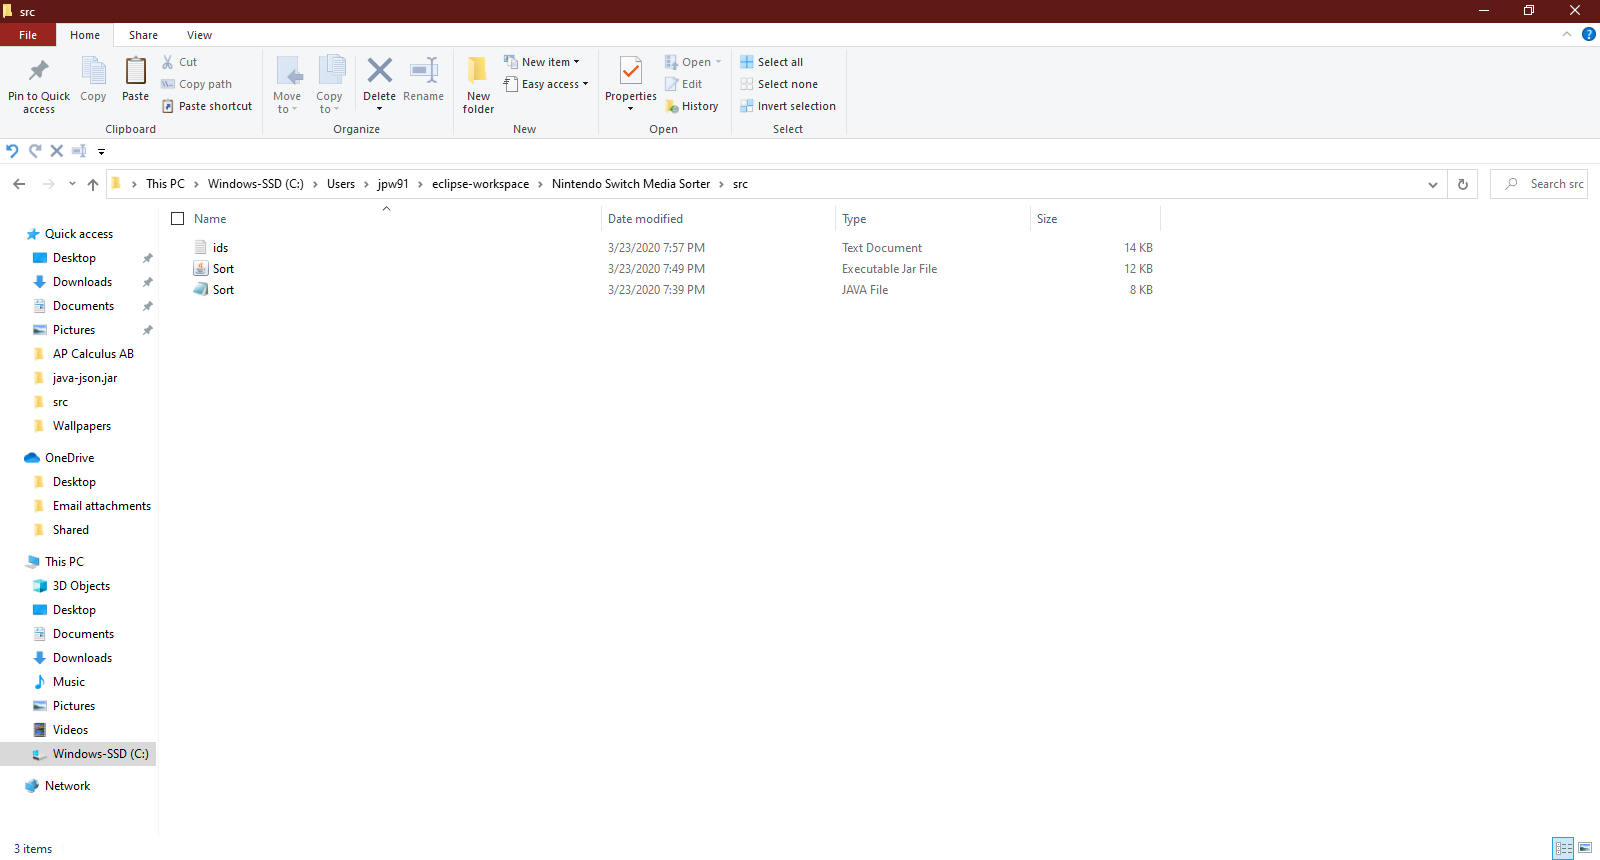 src
File Home Share View
Pin to Quick access
Copy
Paste
Cut
Copy path
Paste shortcut
Clipboard
Move to
Copy to
Delete
Rename
Organize
New folder
New item
Easy access
New
Properties
Open
Edit
History
Open
Select all
Select none
Invert selection
Select
This PC Windows-SSD (C:) Users jpw91 eclipse-workspace Nintendo Switch Media Sorter src
Search src
Name Date modified Type Size
ids 3/23/2020 7:57 PM Text Document 14 KB
Sort 3/23/2020 7:49 PM Executable Jar File 12 KB
Sort 3/23/2020 7:39 PM JAVA File 8 KB
Quick access
Desktop
Downloads
Documents
Pictures
AP Calculus AB
java-json.jar
src
Wallpapers
OneDrive
Desktop
Email attachments
Shared
This PC
3D Objects
Desktop
Documents
Downloads
Music
Pictures
Videos
Windows-SSD (C:)
Network
3 items